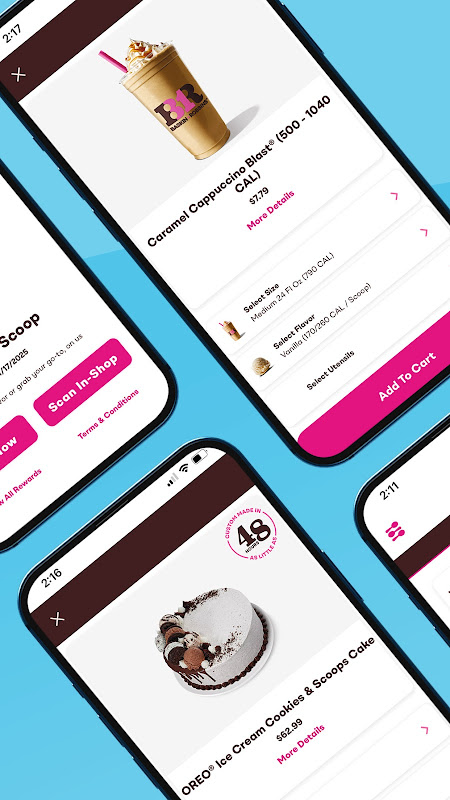 2:17
BR
BASKIN ROBBINS
Caramel Cappuccino Blast® (500 - 1040
CAL)
$7.79
More Details
Select Size
Medium 24 Fl Oz (790 CAL)
Select Flavor
Vanilla (170/260 CAL / Scoop)
Select Utensils
Add To Cart
Scoop
/17/2025
or grab your go-to, on us
Scan In-Shop
Now
Terms & Conditions
All Rewards
2:16
CUSTOM MADE IN
48
HOURS
AS LITTLE AS
OREO® Ice Cream Cookies & Scoops Cake
$62.99
More Details
2:11